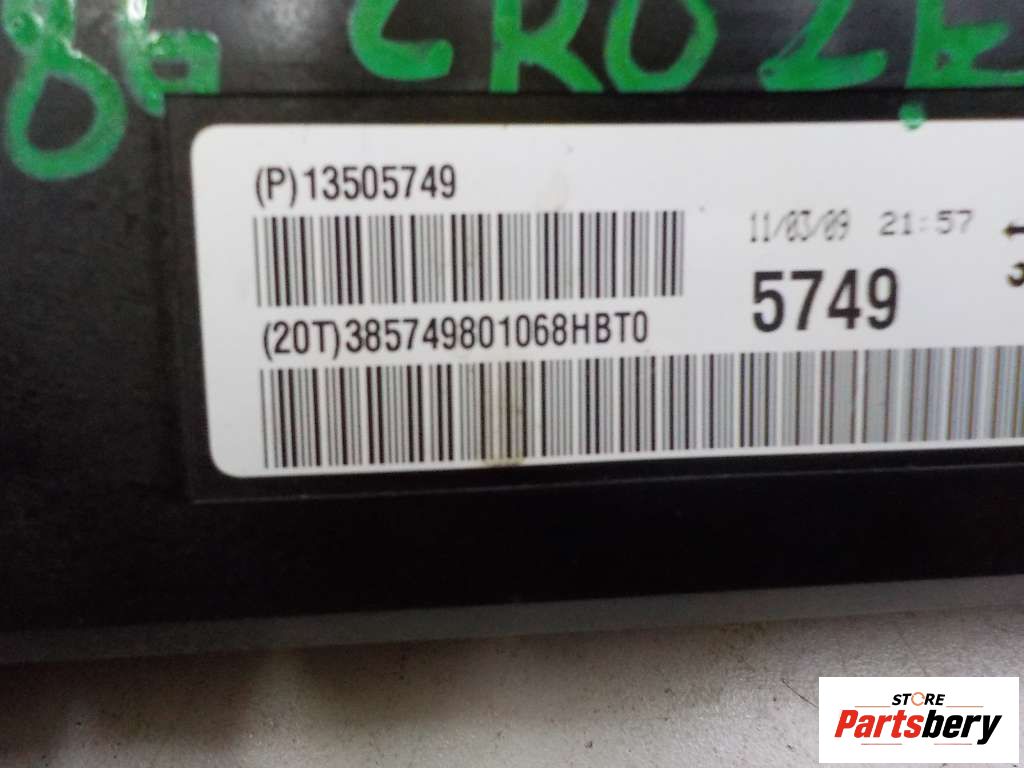 CRUZE
(P)13505749
11/03/09 21:57
5749
(20T)385749801068HBT0
STORE
Partsbery